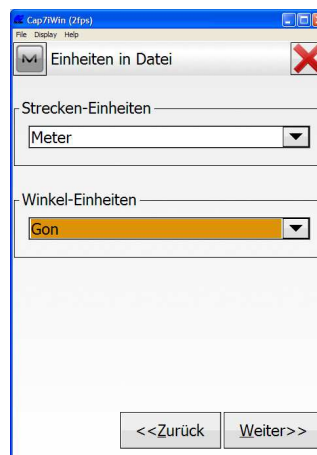 Cap7iWin (2fps)
File Display Help
M Einheiten in Datei
Strecken-Einheiten
Meter
Winkel-Einheiten
Gon
<<Zurück Weiter>>